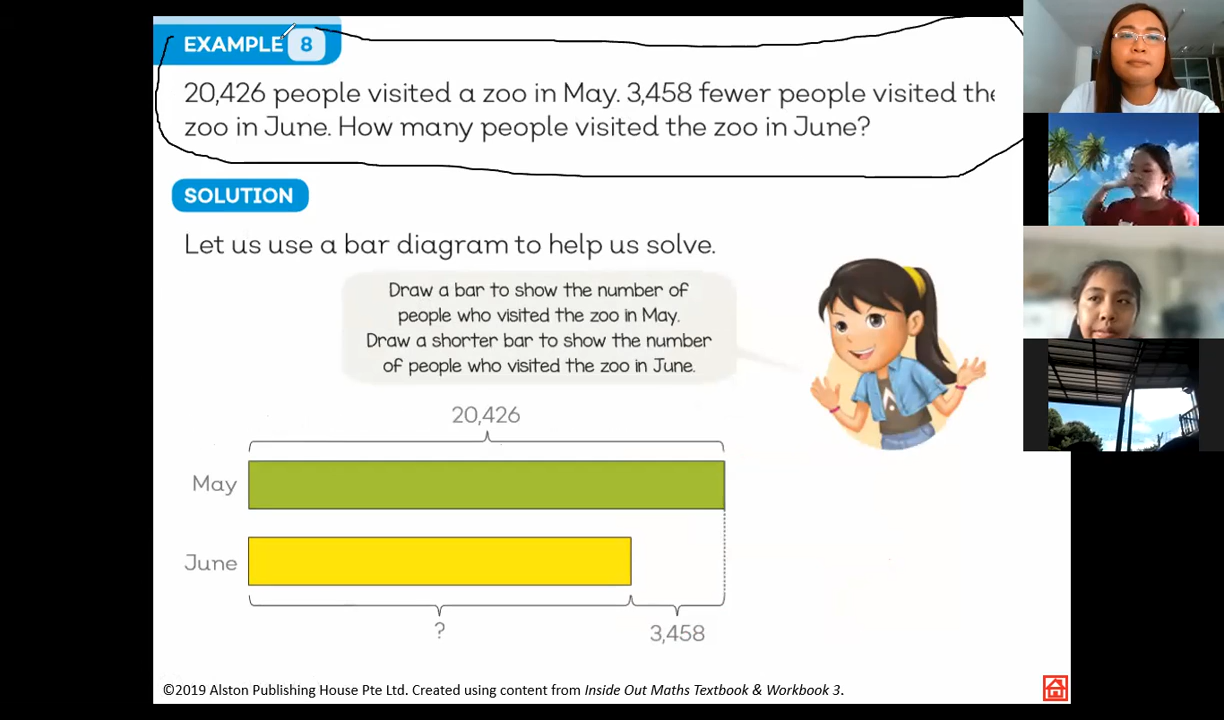 EXAMPLE 8
20,426 people visited a zoo in May. 3,458 fewer people visited the
zoo in June. How many people visited the zoo in June?
SOLUTION
Let us use a bar diagram to help us solve.
Draw a bar to show the number of
people who visited the zoo in May.
Draw a shorter bar to show the number
of people who visited the zoo in June.
20,426
May
June
?
3,458
©2019 Alston Publishing House Pte Ltd. Created using content from Inside Out Maths Textbook & Workbook 3.